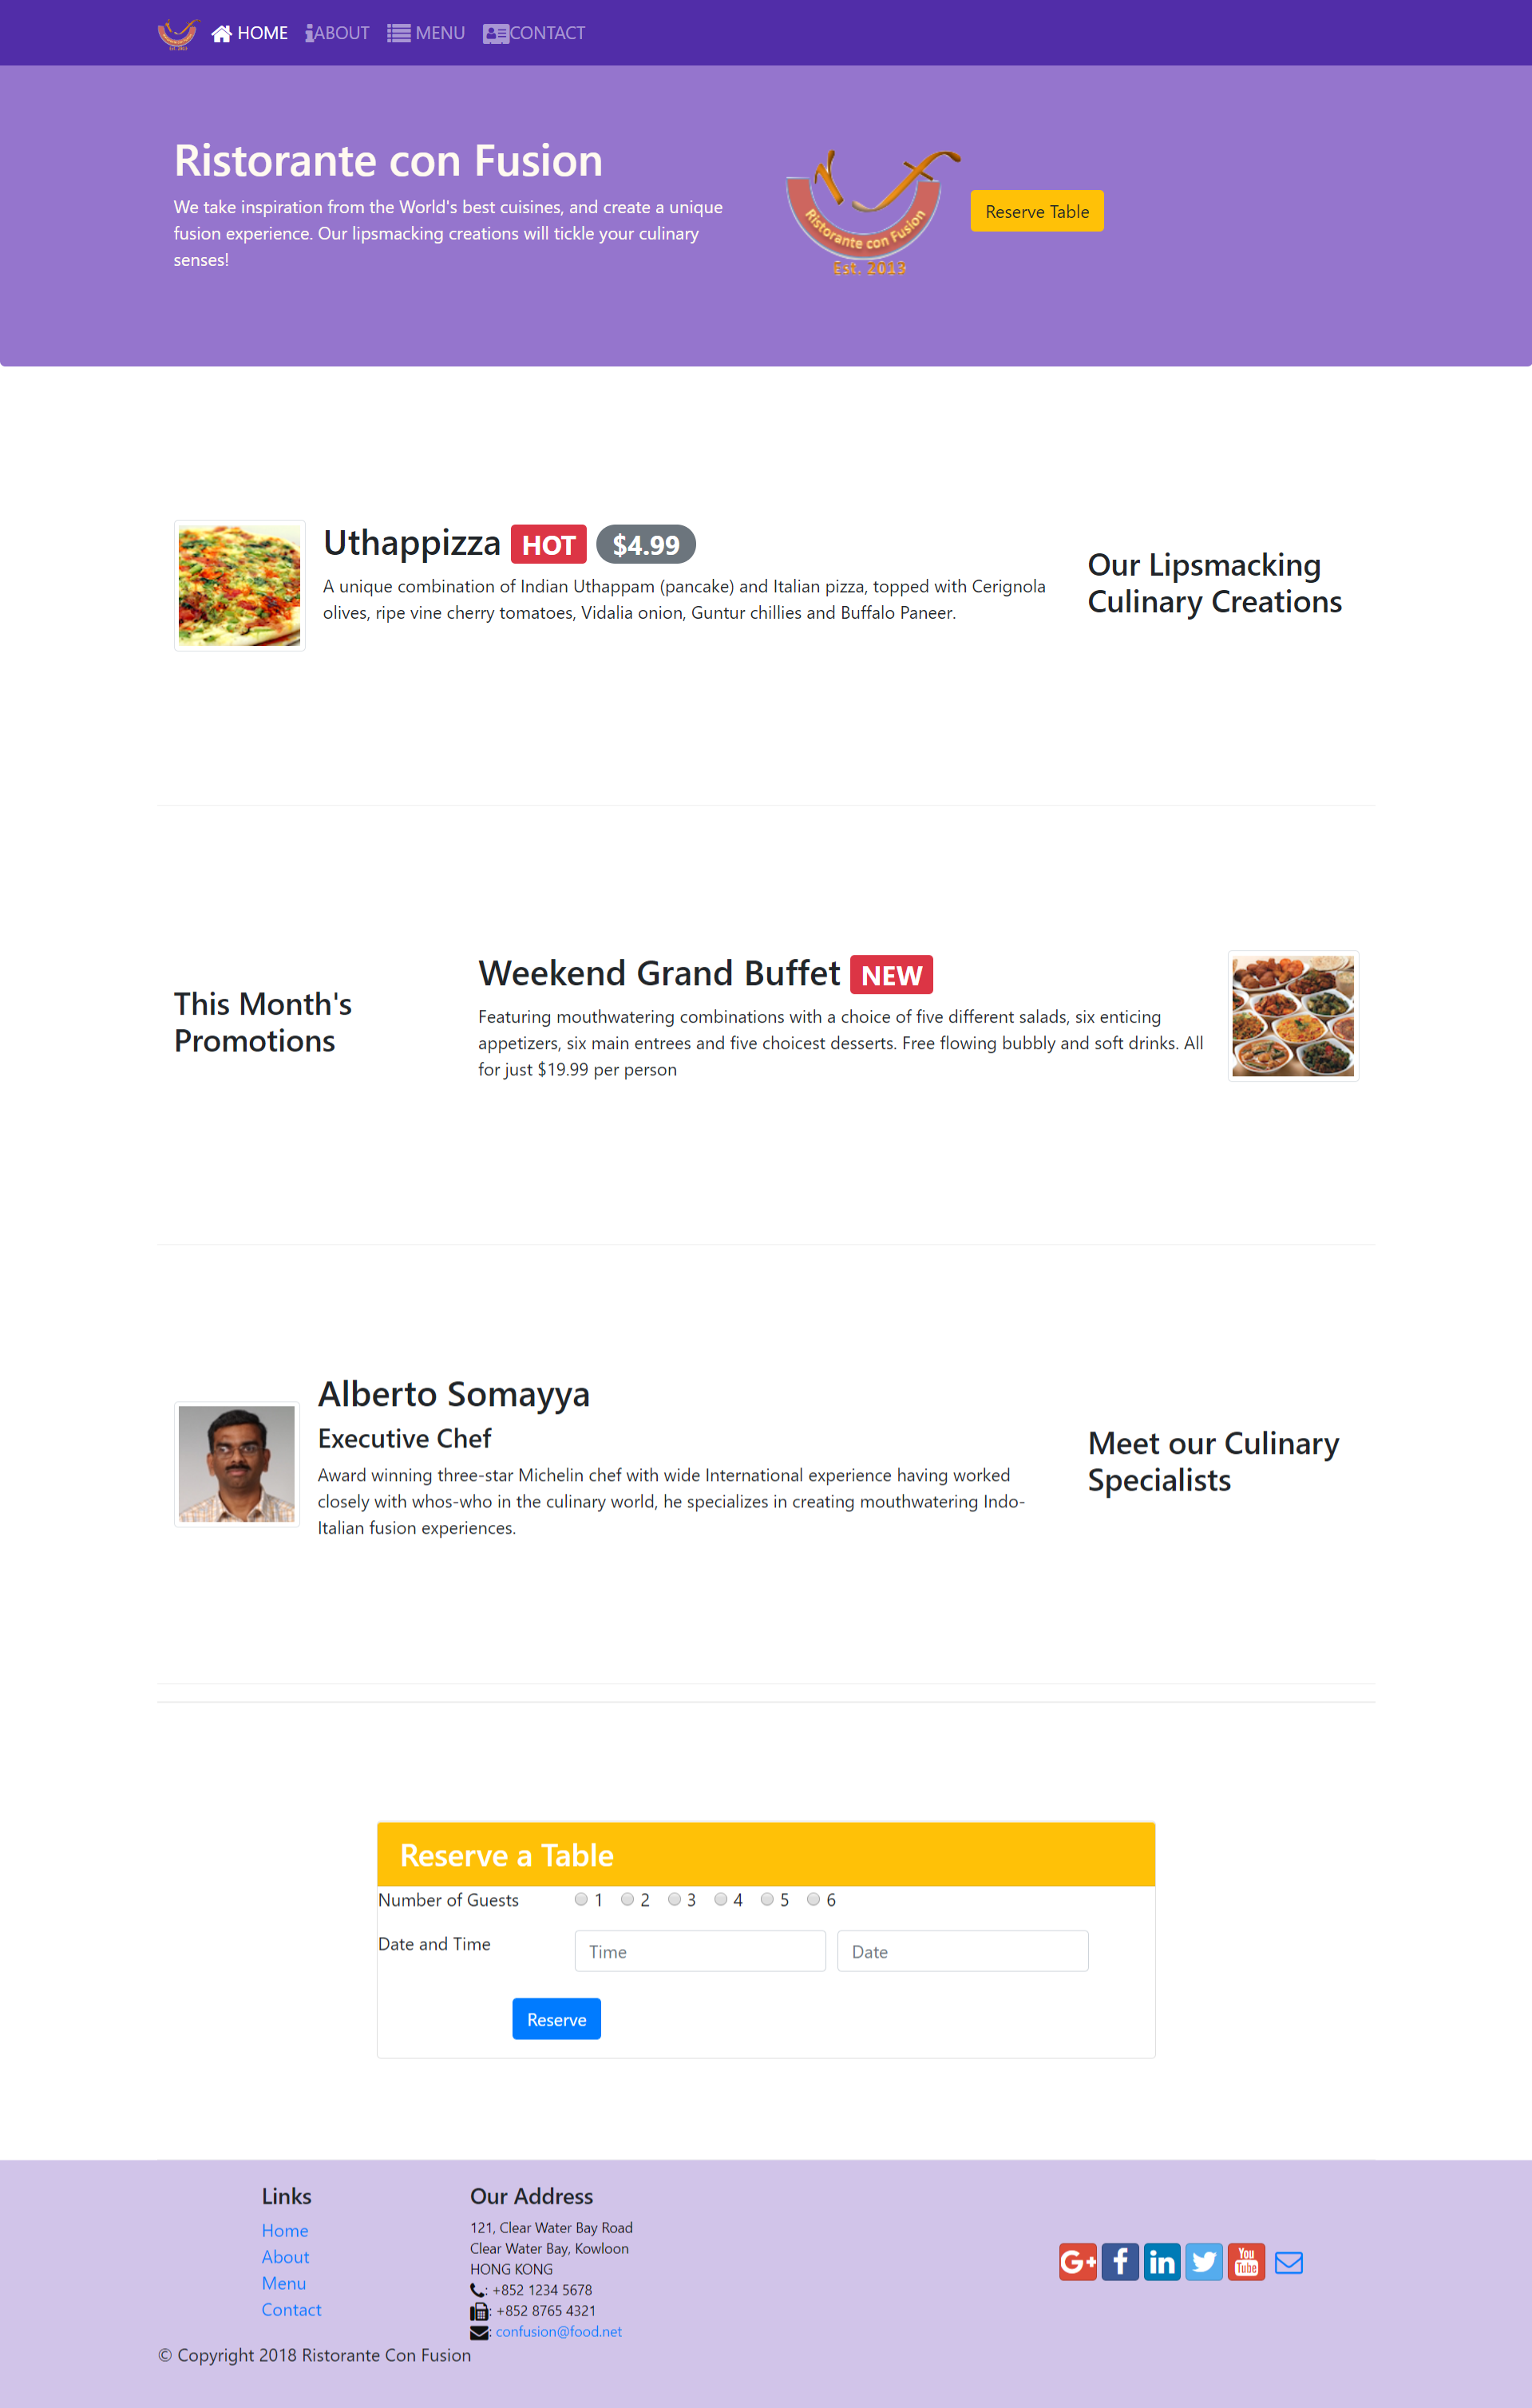 HOME ABOUT MENU CONTACT
Ristorante con Fusion
We take inspiration from the World's best cuisines, and create a unique
fusion experience. Our lipsmacking creations will tickle your culinary
senses!
Ristorante con Fusion
Est. 2013
Reserve Table
Uthappizza HOT $4.99
A unique combination of Indian Uthappam (pancake) and Italian pizza, topped with Cerignola
olives, ripe vine cherry tomatoes, Vidalia onion, Guntur chillies and Buffalo Paneer.
Our Lipsmacking
Culinary Creations
This Month's
Promotions
Weekend Grand Buffet NEW
Featuring mouthwatering combinations with a choice of five different salads, six enticing
appetizers, six main entrees and five choicest desserts. Free flowing bubbly and soft drinks. All
for just $19.99 per person
Alberto Somayya
Executive Chef
Award winning three-star Michelin chef with wide International experience having worked
closely with whos-who in the culinary world, he specializes in creating mouthwatering Indo-
Italian fusion experiences.
Meet our Culinary
Specialists
Reserve a Table
Number of Guests 1 2 3 4 5 6
Date and Time Time Date
Reserve
Links
Home
About
Menu
Contact
Our Address
121, Clear Water Bay Road
Clear Water Bay, Kowloon
HONG KONG
: +852 1234 5678
: +852 8765 4321
: confusion@food.net
G+ f in You Tube
© Copyright 2018 Ristorante Con Fusion